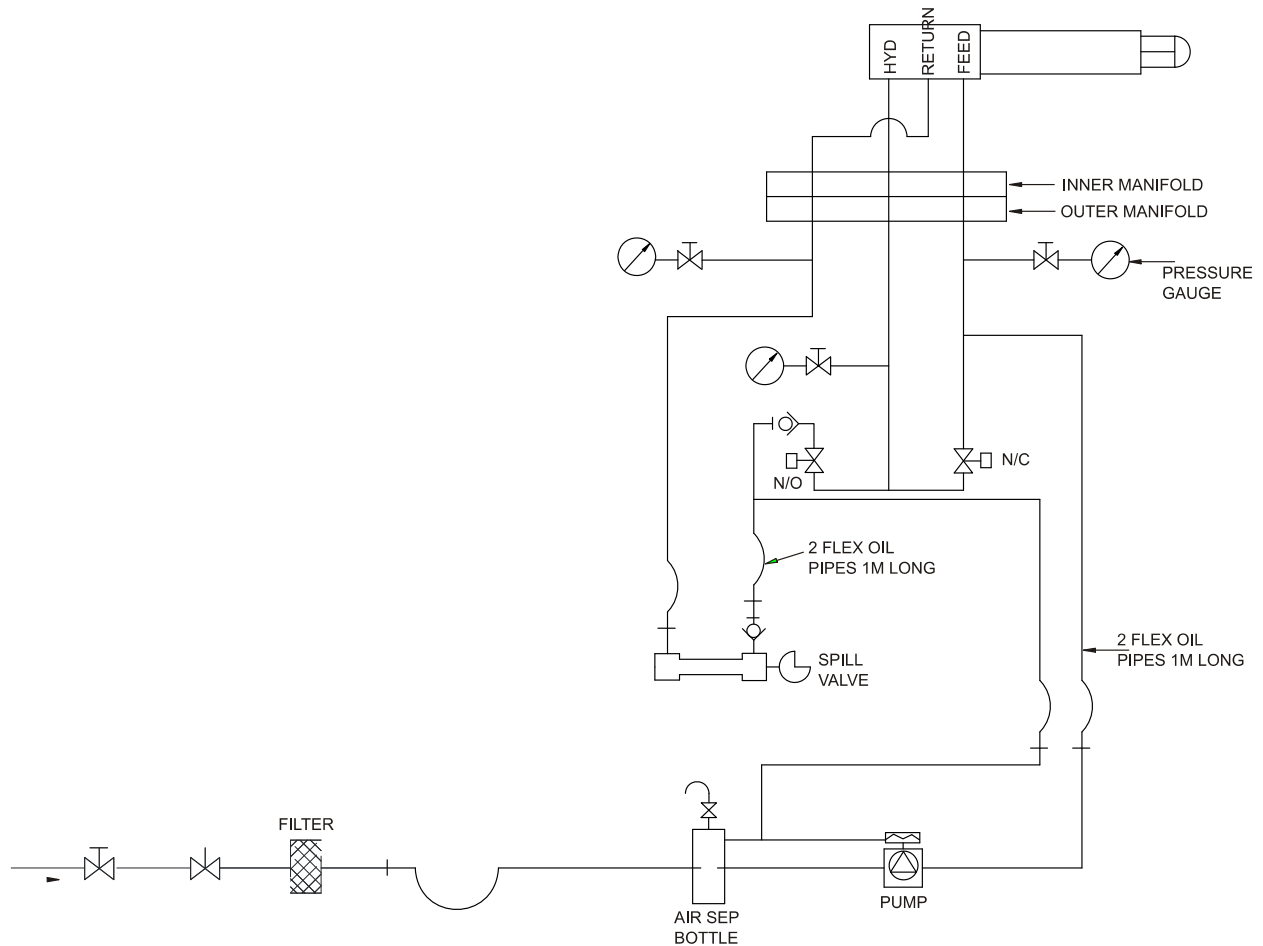 HYD
RETURN
FEED
INNER MANIFOLD
OUTER MANIFOLD
PRESSURE
GAUGE
N/O
N/C
2 FLEX OIL
PIPES 1M LONG
2 FLEX OIL
PIPES 1M LONG
SPILL
VALVE
FILTER
AIR SEP
BOTTLE
PUMP